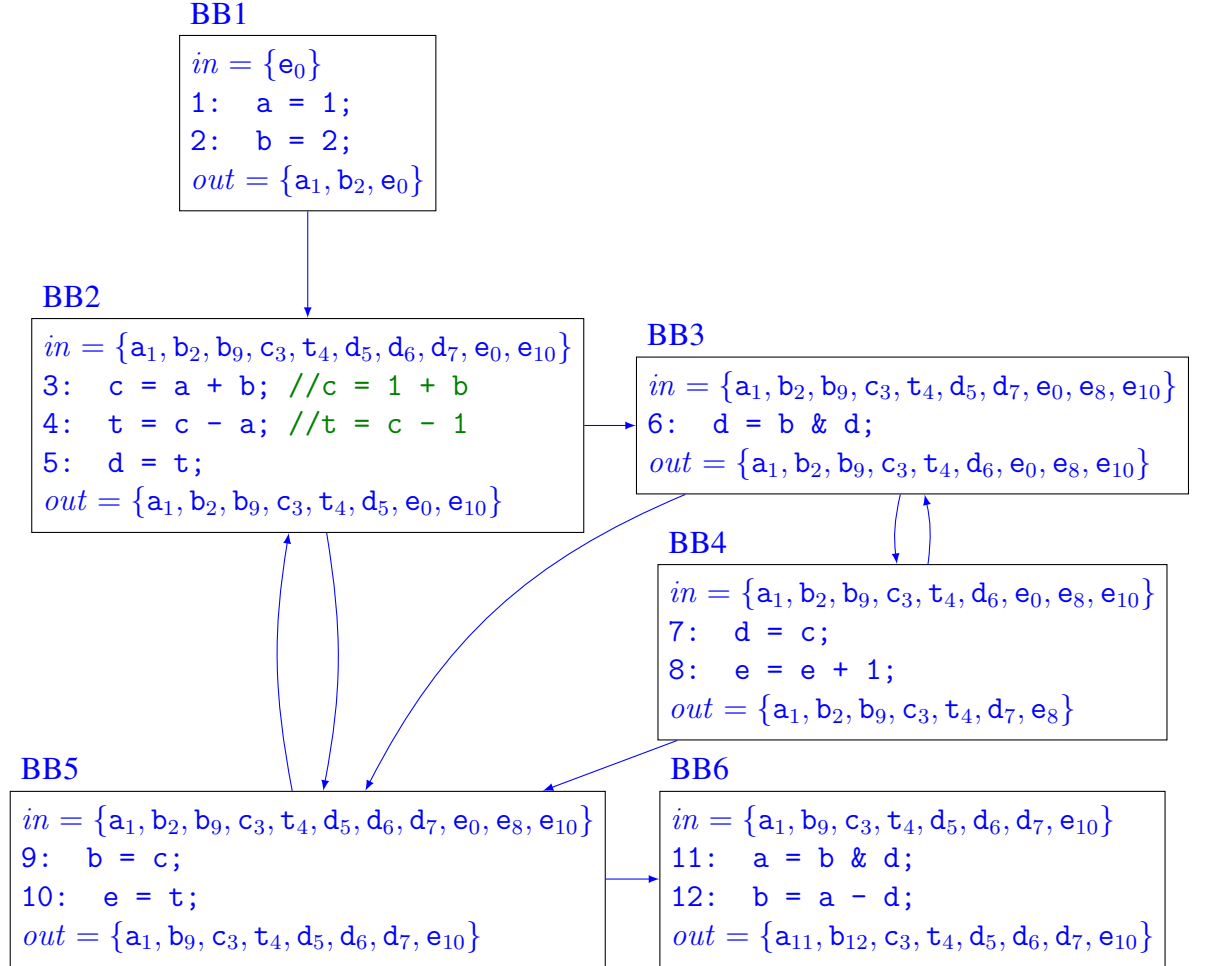 BB1
in = {e₀}
1: a = 1;
2: b = 2;
out = {a₁, b₂, e₀}
BB2
in = {a₁, b₂, b₉, c₃, t₄, d₅, d₆, d₇, e₀, e₁₀}
3: c = a + b; //c = 1 + b
4: t = c - a; //t = c - 1
5: d = t;
out = {a₁, b₂, b₉, c₃, t₄, d₅, e₀, e₁₀}
BB3
in = {a₁, b₂, b₉, c₃, t₄, d₅, d₇, e₀, e₈, e₁₀}
6: d = b & d;
out = {a₁, b₂, b₉, c₃, t₄, d₆, e₀, e₈, e₁₀}
BB4
in = {a₁, b₂, b₉, c₃, t₄, d₆, e₀, e₈, e₁₀}
7: d = c;
8: e = e + 1;
out = {a₁, b₂, b₉, c₃, t₄, d₇, e₈}
BB5
in = {a₁, b₂, b₉, c₃, t₄, d₅, d₆, d₇, e₀, e₈, e₁₀}
9: b = c;
10: e = t;
out = {a₁, b₉, c₃, t₄, d₅, d₆, d₇, e₁₀}
BB6
in = {a₁, b₉, c₃, t₄, d₅, d₆, d₇, e₁₀}
11: a = b & d;
12: b = a - d;
out = {a₁₁, b₁₂, c₃, t₄, d₅, d₆, d₇, e₁₀}